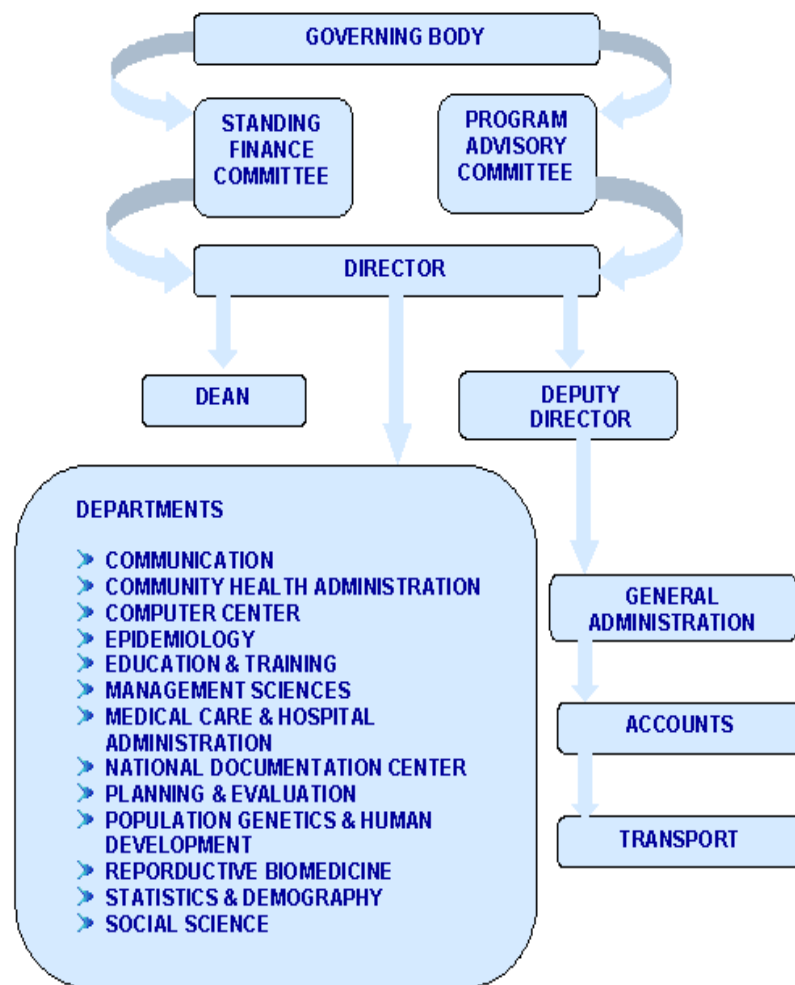 GOVERNING BODY
STANDING
FINANCE
COMMITTEE
PROGRAM
ADVISORY
COMMITTEE
DIRECTOR
DEAN
DEPUTY
DIRECTOR
DEPARTMENTS
COMMUNICATION
COMMUNITY HEALTH ADMINISTRATION
COMPUTER CENTER
EPIDEMIOLOGY
EDUCATION & TRAINING
MANAGEMENT SCIENCES
MEDICAL CARE & HOSPITAL
ADMINISTRATION
NATIONAL DOCUMENTATION CENTER
PLANNING & EVALUATION
POPULATION GENETICS & HUMAN
DEVELOPMENT
REPORDUCTIVE BIOMEDICINE
STATISTICS & DEMOGRAPHY
SOCIAL SCIENCE
GENERAL
ADMINISTRATION
ACCOUNTS
TRANSPORT